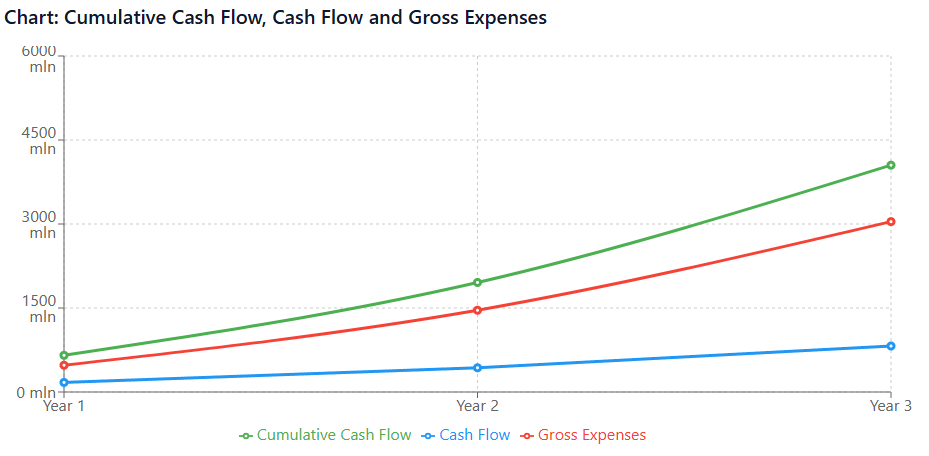 Chart: Cumulative Cash Flow, Cash Flow and Gross Expenses
6000
mln
4500
mln
3000
mln
1500
mln
0 mln
Year 1 Year 2 Year 3
Cumulative Cash Flow Cash Flow Gross Expenses